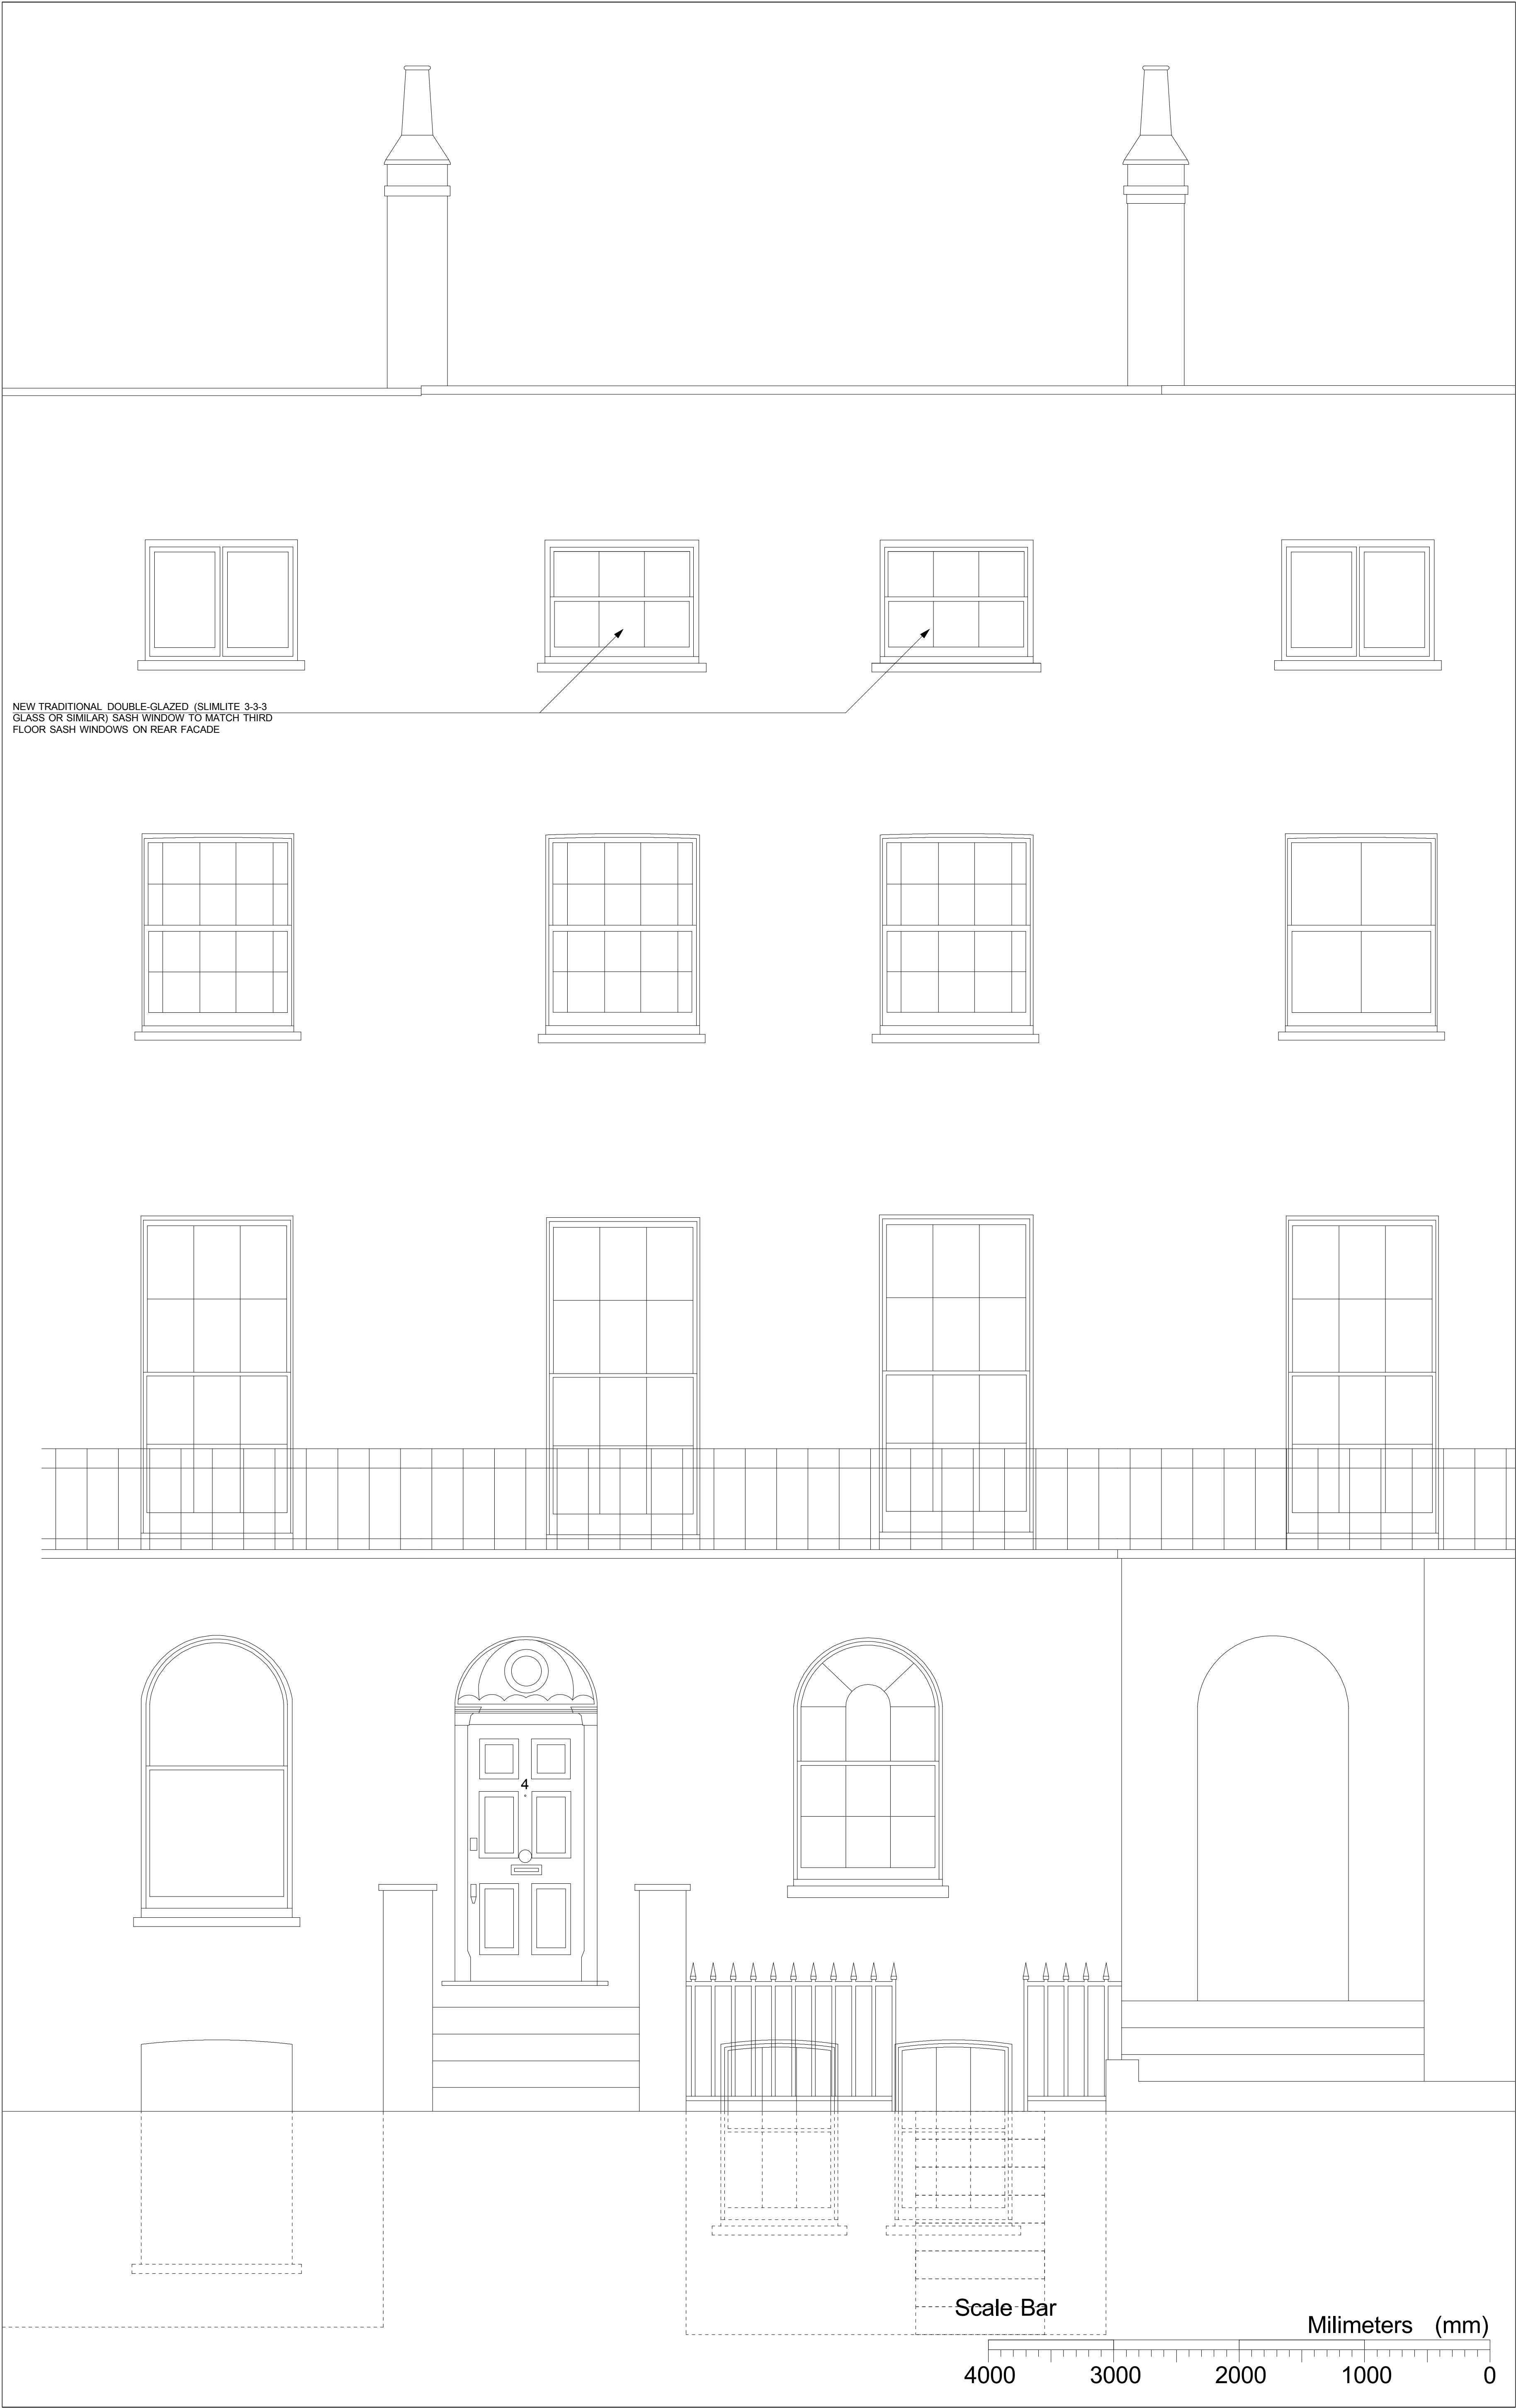 NEW TRADITIONAL DOUBLE-GLAZED (SLIMLITE 3-3-3
GLASS OR SIMILAR) SASH WINDOW TO MATCH THIRD
FLOOR SASH WINDOWS ON REAR FACADE
4
Scale Bar
Milimeters (mm)
4000 3000 2000 1000 0